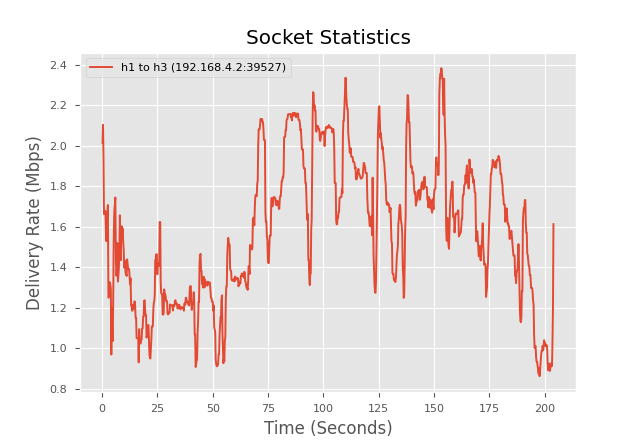 Socket Statistics
h1 to h3 (192.168.4.2:39527)
Delivery Rate (Mbps)
2.4
2.2
2.0
1.8
1.6
1.4
1.2
1.0
0.8
0 25 50 75 100 125 150 175 200
Time (Seconds)